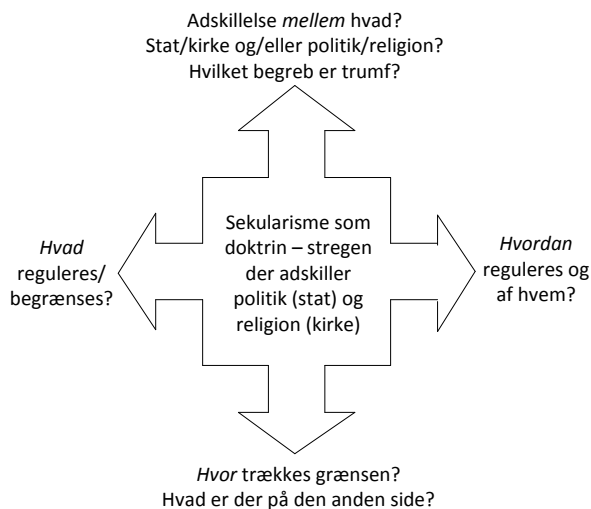 Adskillelse mellem hvad?
Stat/kirke og/eller politik/religion?
Hvilket begreb er trumf?
Hvad
reguleres/
begrænses?
Sekularisme som
doktrin – stregen
der adskiller
politik (stat) og
religion (kirke)
Hvordan
reguleres og
af hvem?
Hvor trækkes grænsen?
Hvad er der på den anden side?